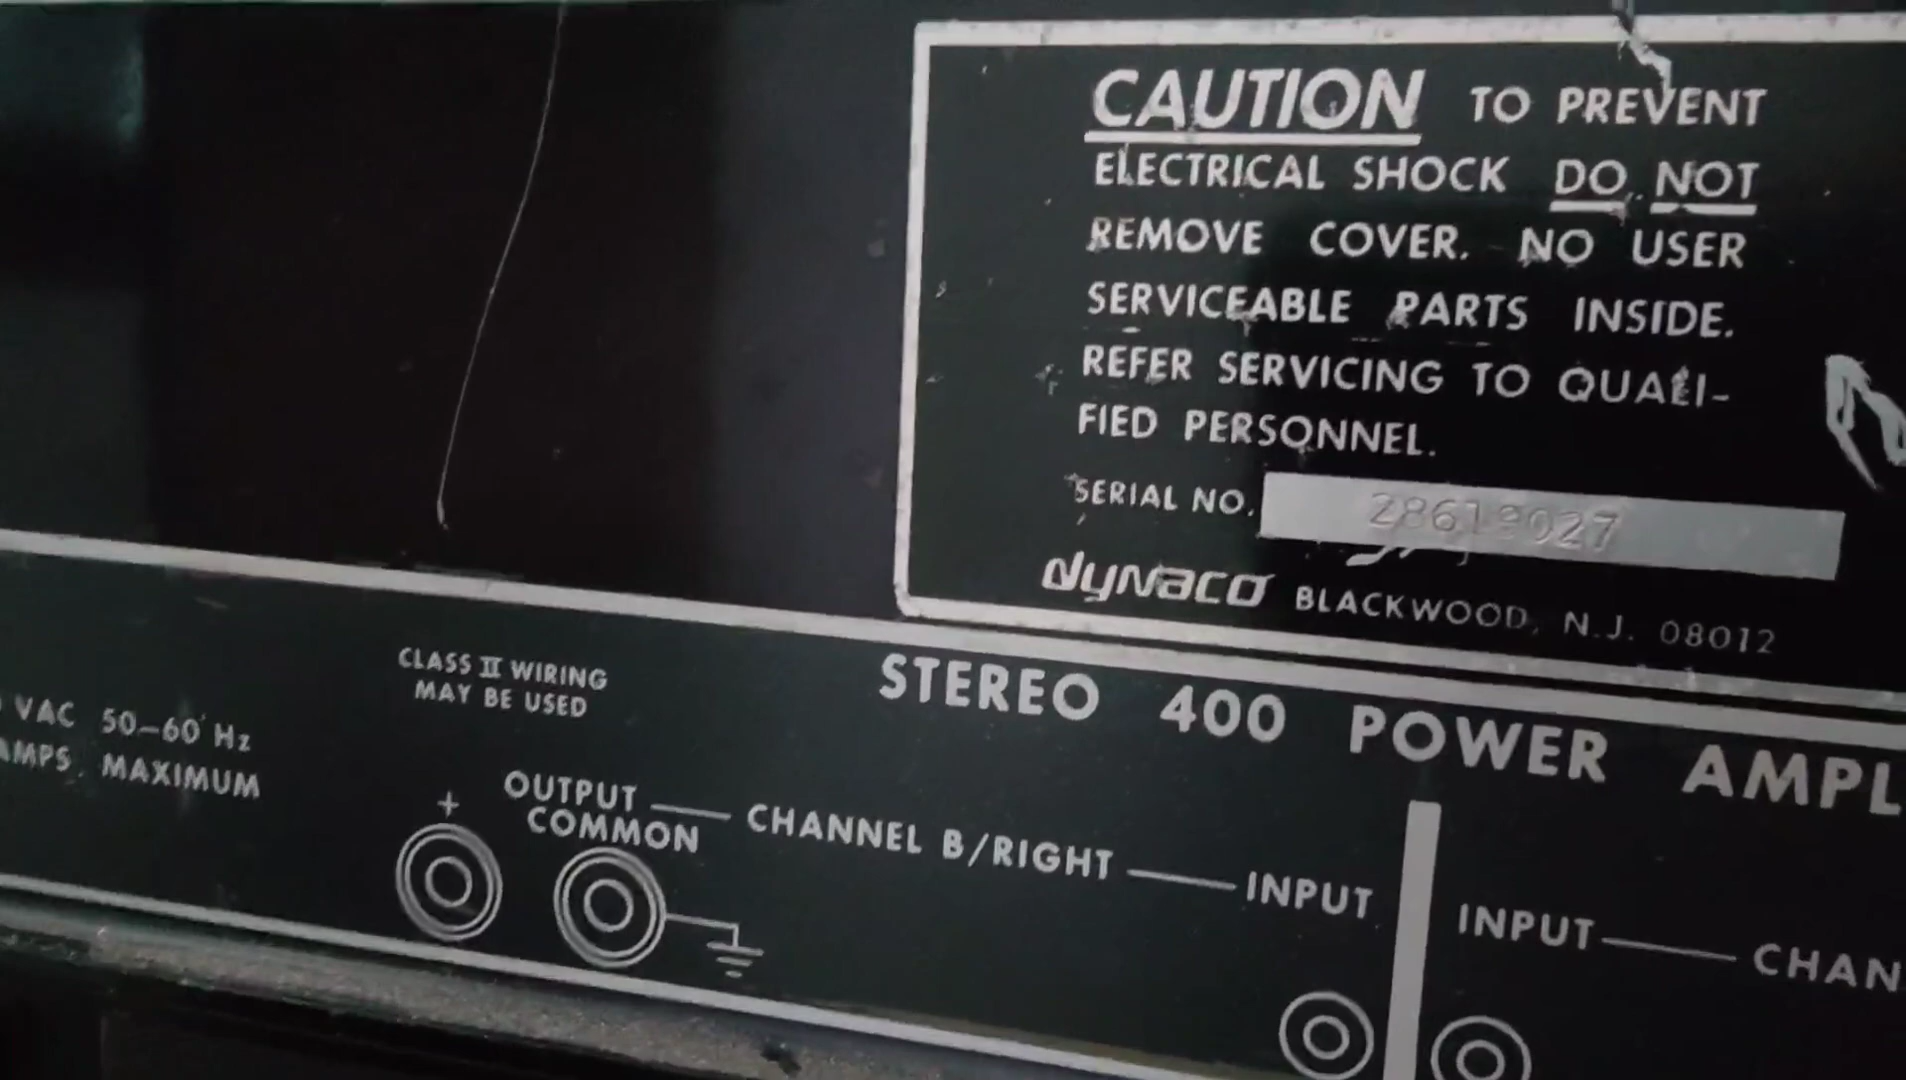 CAUTION TO PREVENT
ELECTRICAL SHOCK DO NOT
REMOVE COVER. NO USER
SERVICEABLE PARTS INSIDE.
REFER SERVICING TO QUALI-
FIED PERSONNEL.
SERIAL NO. 28619027
dynaco BLACKWOOD, N.J. 08012
CLASS II WIRING
MAY BE USED
STEREO 400 POWER AMPL
VAC 50-60 Hz
AMPS MAXIMUM
+
OUTPUT — CHANNEL B/RIGHT — INPUT
COMMON
INPUT — CHAN